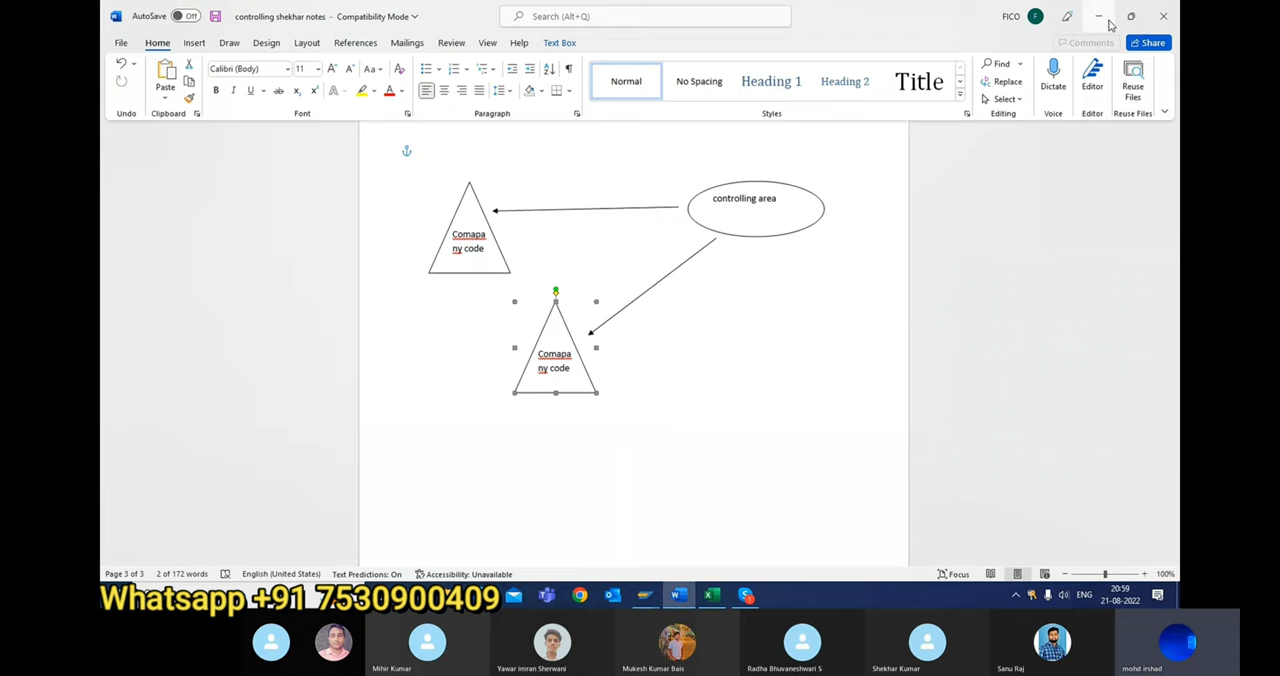 AutoSave Off controlling shekhar notes - Compatibility Mode Search (Alt+Q) FICO F
File Home Insert Draw Design Layout References Mailings Review View Help Text Box Comments Share
Calibri (Body) 11 Aa Normal No Spacing Heading 1 Heading 2 Title Find Replace Select
Paste Dictate Editor Reuse Files
Undo Clipboard Font Paragraph Styles Editing Voice Editor Reuse Files
controlling area
Comapa
ny code
Comapa
ny code
Page 3 of 3 2 of 172 words English (United States) Text Predictions: On Accessibility: Unavailable Focus 100%
Whatsapp +91 7530900409
ENG 20:59
21-08-2022
Mihir Kumar Yawar imran Sherwani Mukesh Kumar Bais Radha Bhuvaneshwari S Shekhar Kumar Sanu Raj mohd irshad